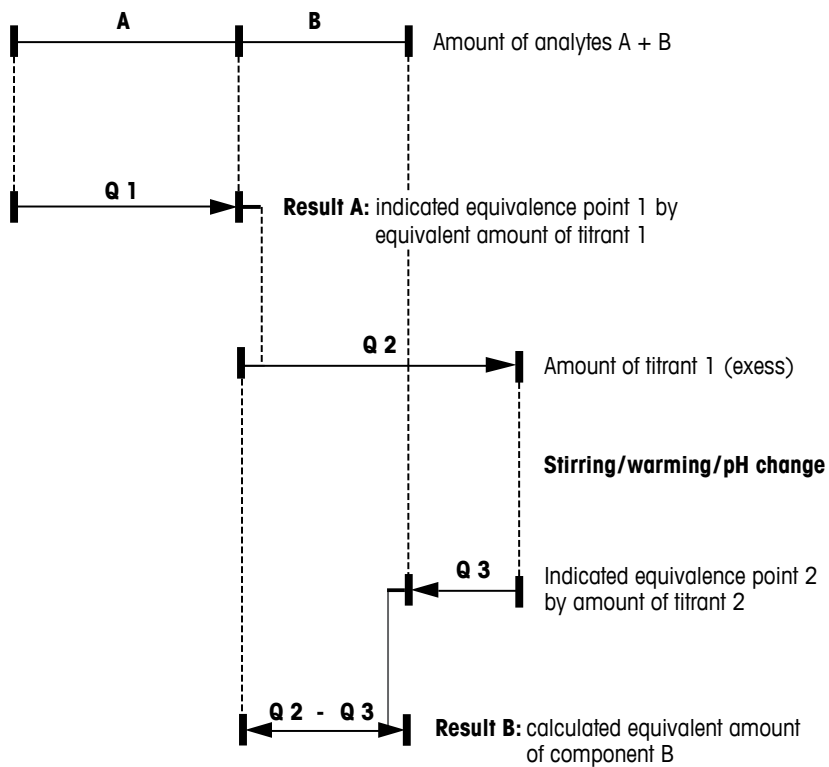 A B
Amount of analytes A + B
Q 1
Result A: indicated equivalence point 1 by
equivalent amount of titrant 1
Q 2
Amount of titrant 1 (exess)
Stirring/warming/pH change
Q 3
Indicated equivalence point 2
by amount of titrant 2
Q 2 - Q 3
Result B: calculated equivalent amount
of component B